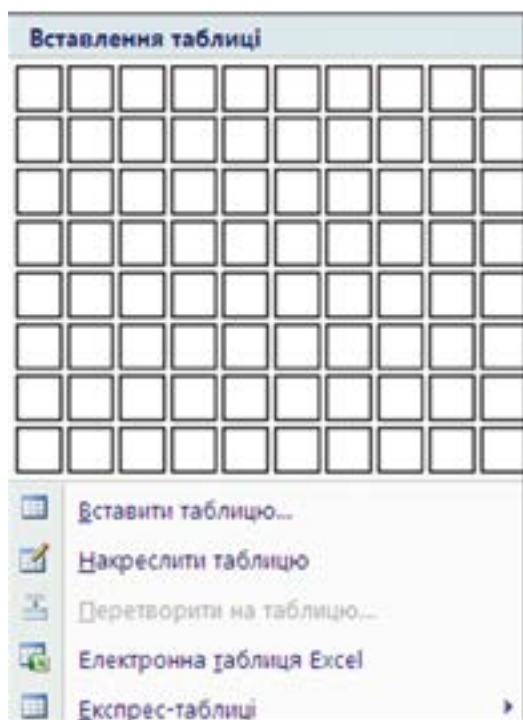 Вставлення таблиці
Вставити таблицю...
Накреслити таблицю
Перетворити на таблицю...
Електронна таблиця Excel
Експрес-таблиці